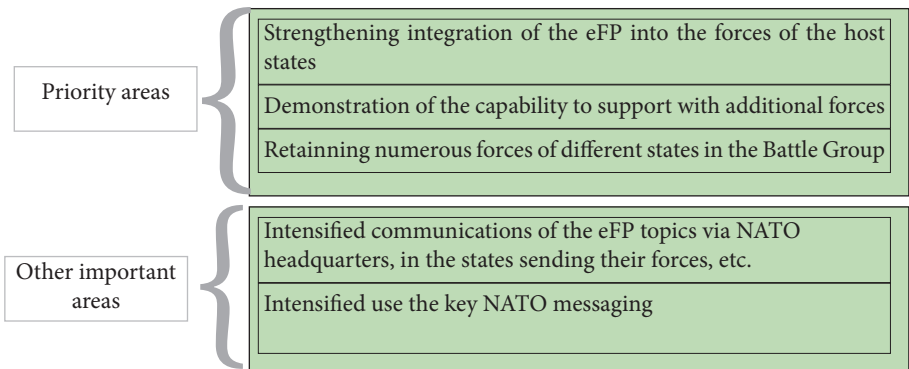 Priority areas
Strengthening integration of the eFP into the forces of the host
states
Demonstration of the capability to support with additional forces
Retainning numerous forces of different states in the Battle Group
Other important
areas
Intensified communications of the eFP topics via NATO
headquarters, in the states sending their forces, etc.
Intensified use the key NATO messaging